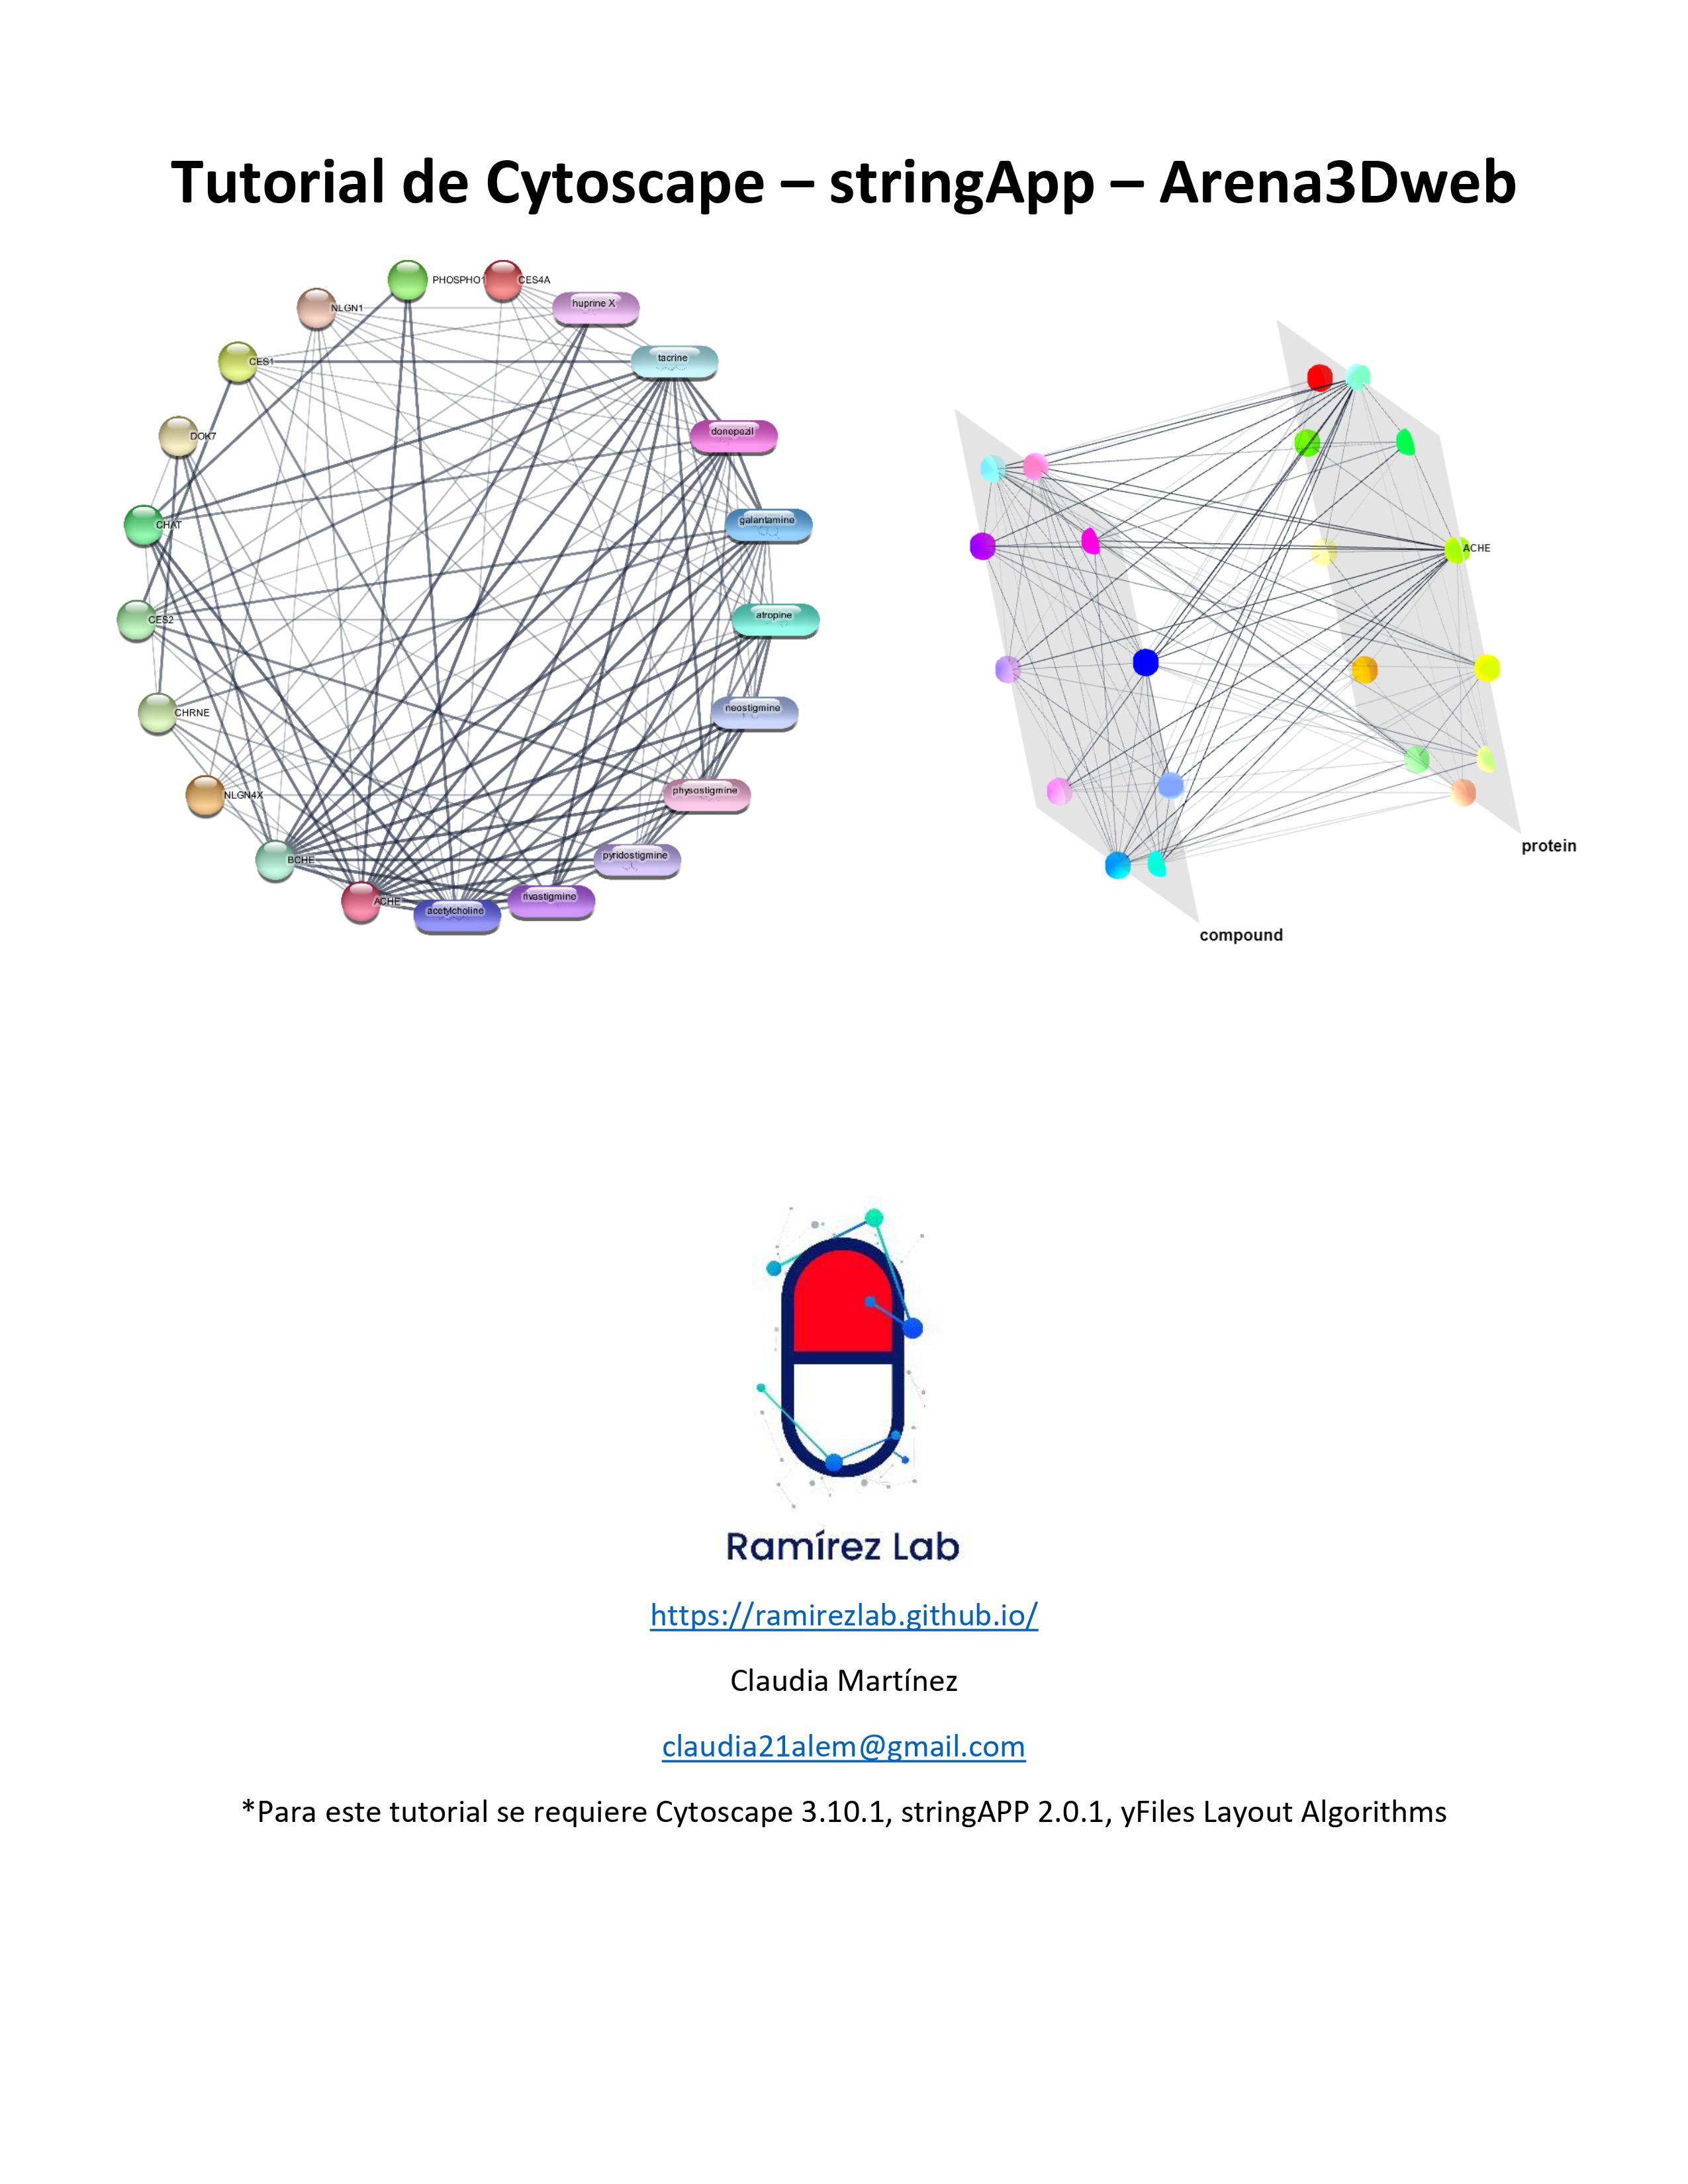 Tutorial de Cytoscape – stringApp – Arena3Dweb
PHOSPHO1
CES4A
NLGN1
huprine X
CES1
tacrine
DOK7
donepezil
CHAT
galantamine
CES2
atropine
CHRNE
neostigmine
NLGN4X
physostigmine
BCHE
pyridostigmine
ACHE
acetylcholine
rivastigmine
ACHE
protein
compound
Ramírez Lab
https://ramirezlab.github.io/
Claudia Martínez
claudia21alem@gmail.com
*Para este tutorial se requiere Cytoscape 3.10.1, stringAPP 2.0.1, yFiles Layout Algorithms